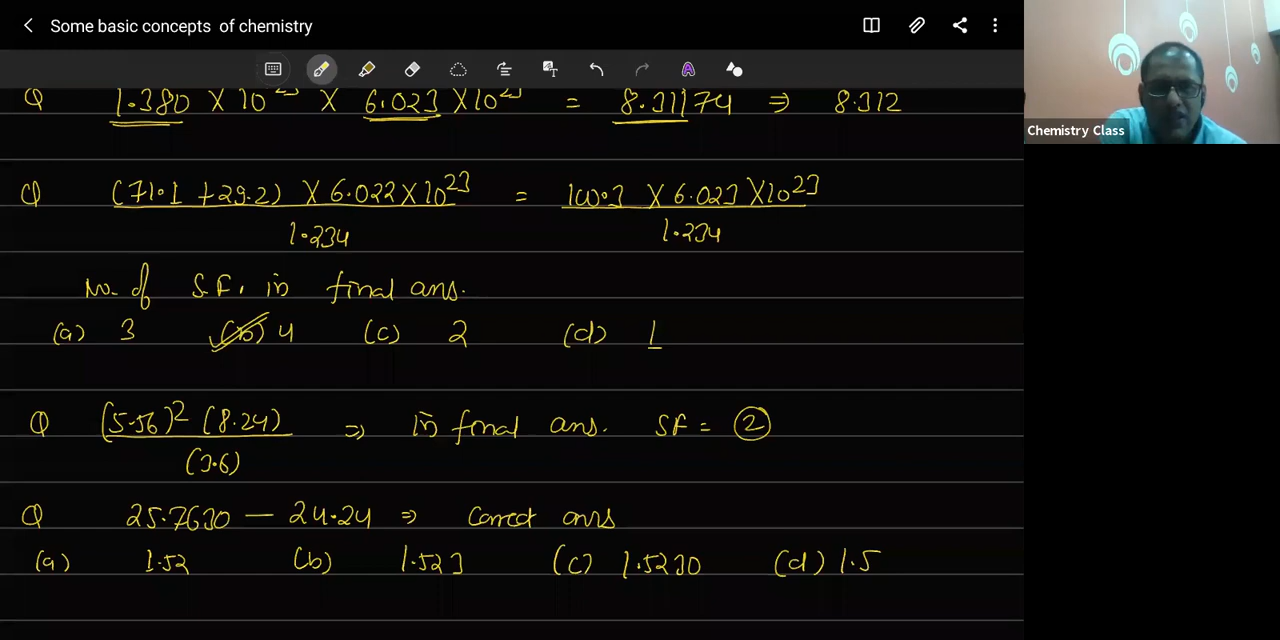 Some basic concepts of chemistry
Chemistry Class
Q 1.380 × 10²³ × 6.023 × 10²³ = 8.31174 ⇒ 8.312
Q (71.1 + 29.2) × 6.022 × 10²³ / 1.234 = 100.3 × 6.023 × 10²³ / 1.234
No. of S.F. in final ans.
(a) 3 (b) 4 (c) 2 (d) 1
Q (5.56)² (8.24) / (3.6) ⇒ in final ans. SF = 2
Q 25.7630 — 24.24 ⇒ correct ans
(a) 1.52 (b) 1.523 (c) 1.5230 (d) 1.5